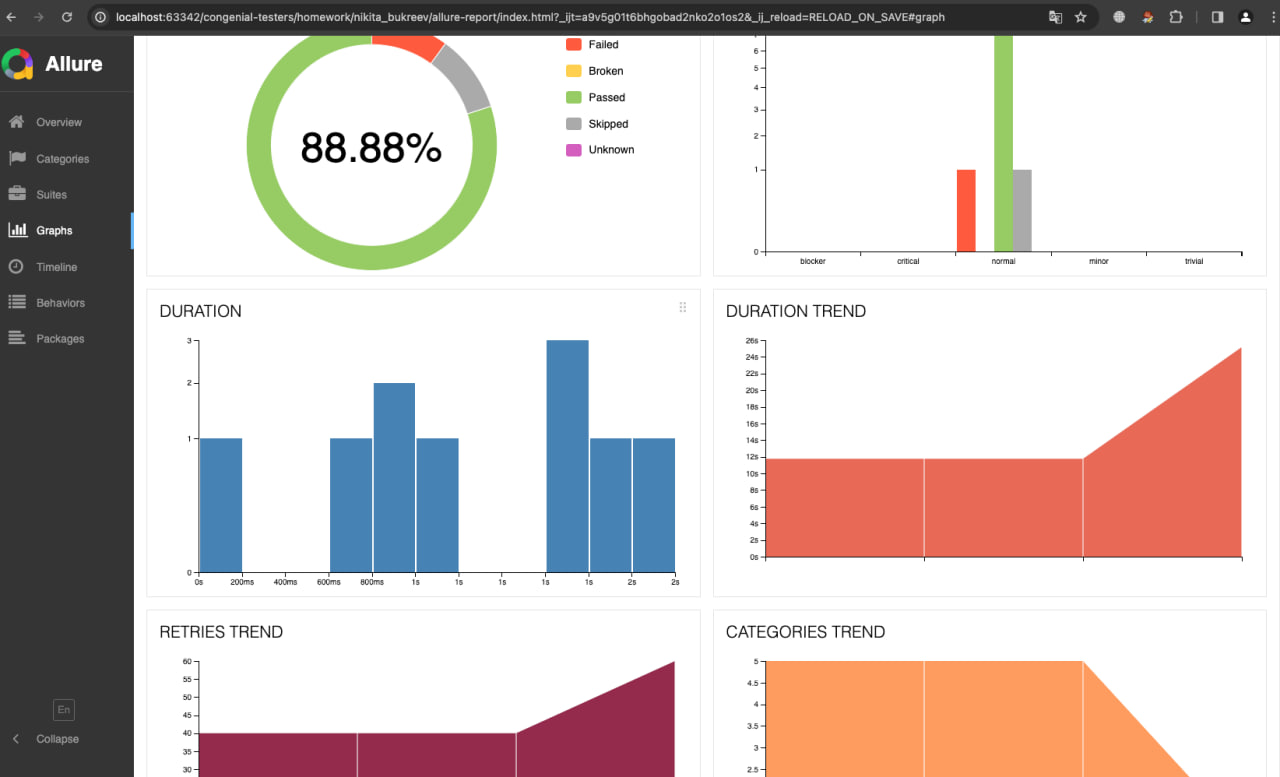 localhost:63342/congenial-testers/homework/nikita_bukreev/allure-report/index.html?_ijt=a9v5g01t6bhgobad2nko2o1os2&_ij_reload=RELOAD_ON_SAVE#graph
Allure
Overview
Categories
Suites
Graphs
Timeline
Behaviors
Packages
En
Collapse
88.88%
Failed
Broken
Passed
Skipped
Unknown
6
5
4
3
2
1
0
blocker critical normal minor trivial
DURATION
3
2
1
0
0s 200ms 400ms 600ms 800ms 1s 1s 1s 1s 1s 2s 2s
DURATION TREND
26s
24s
22s
20s
18s
16s
14s
12s
10s
8s
6s
4s
2s
0s
RETRIES TREND
60
55
50
45
40
35
30
CATEGORIES TREND
5
4.5
4
3.5
3
2.5